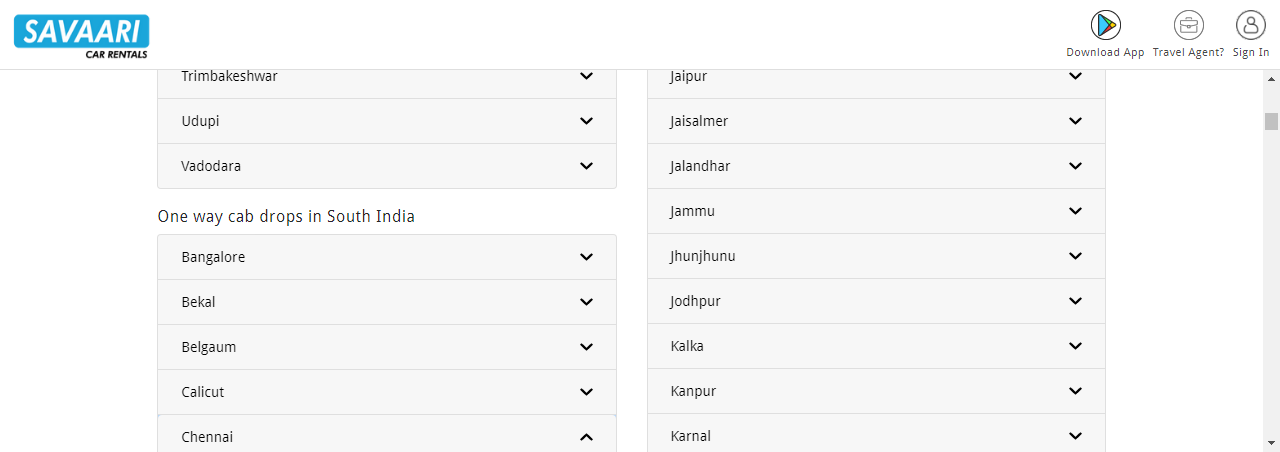 SAVAARI
CAR RENTALS
Download App
Travel Agent?
Sign In
Trimbakeshwar
Udupi
Vadodara
One way cab drops in South India
Bangalore
Bekal
Belgaum
Calicut
Chennai
Jaipur
Jaisalmer
Jalandhar
Jammu
Jhunjhunu
Jodhpur
Kalka
Kanpur
Karnal